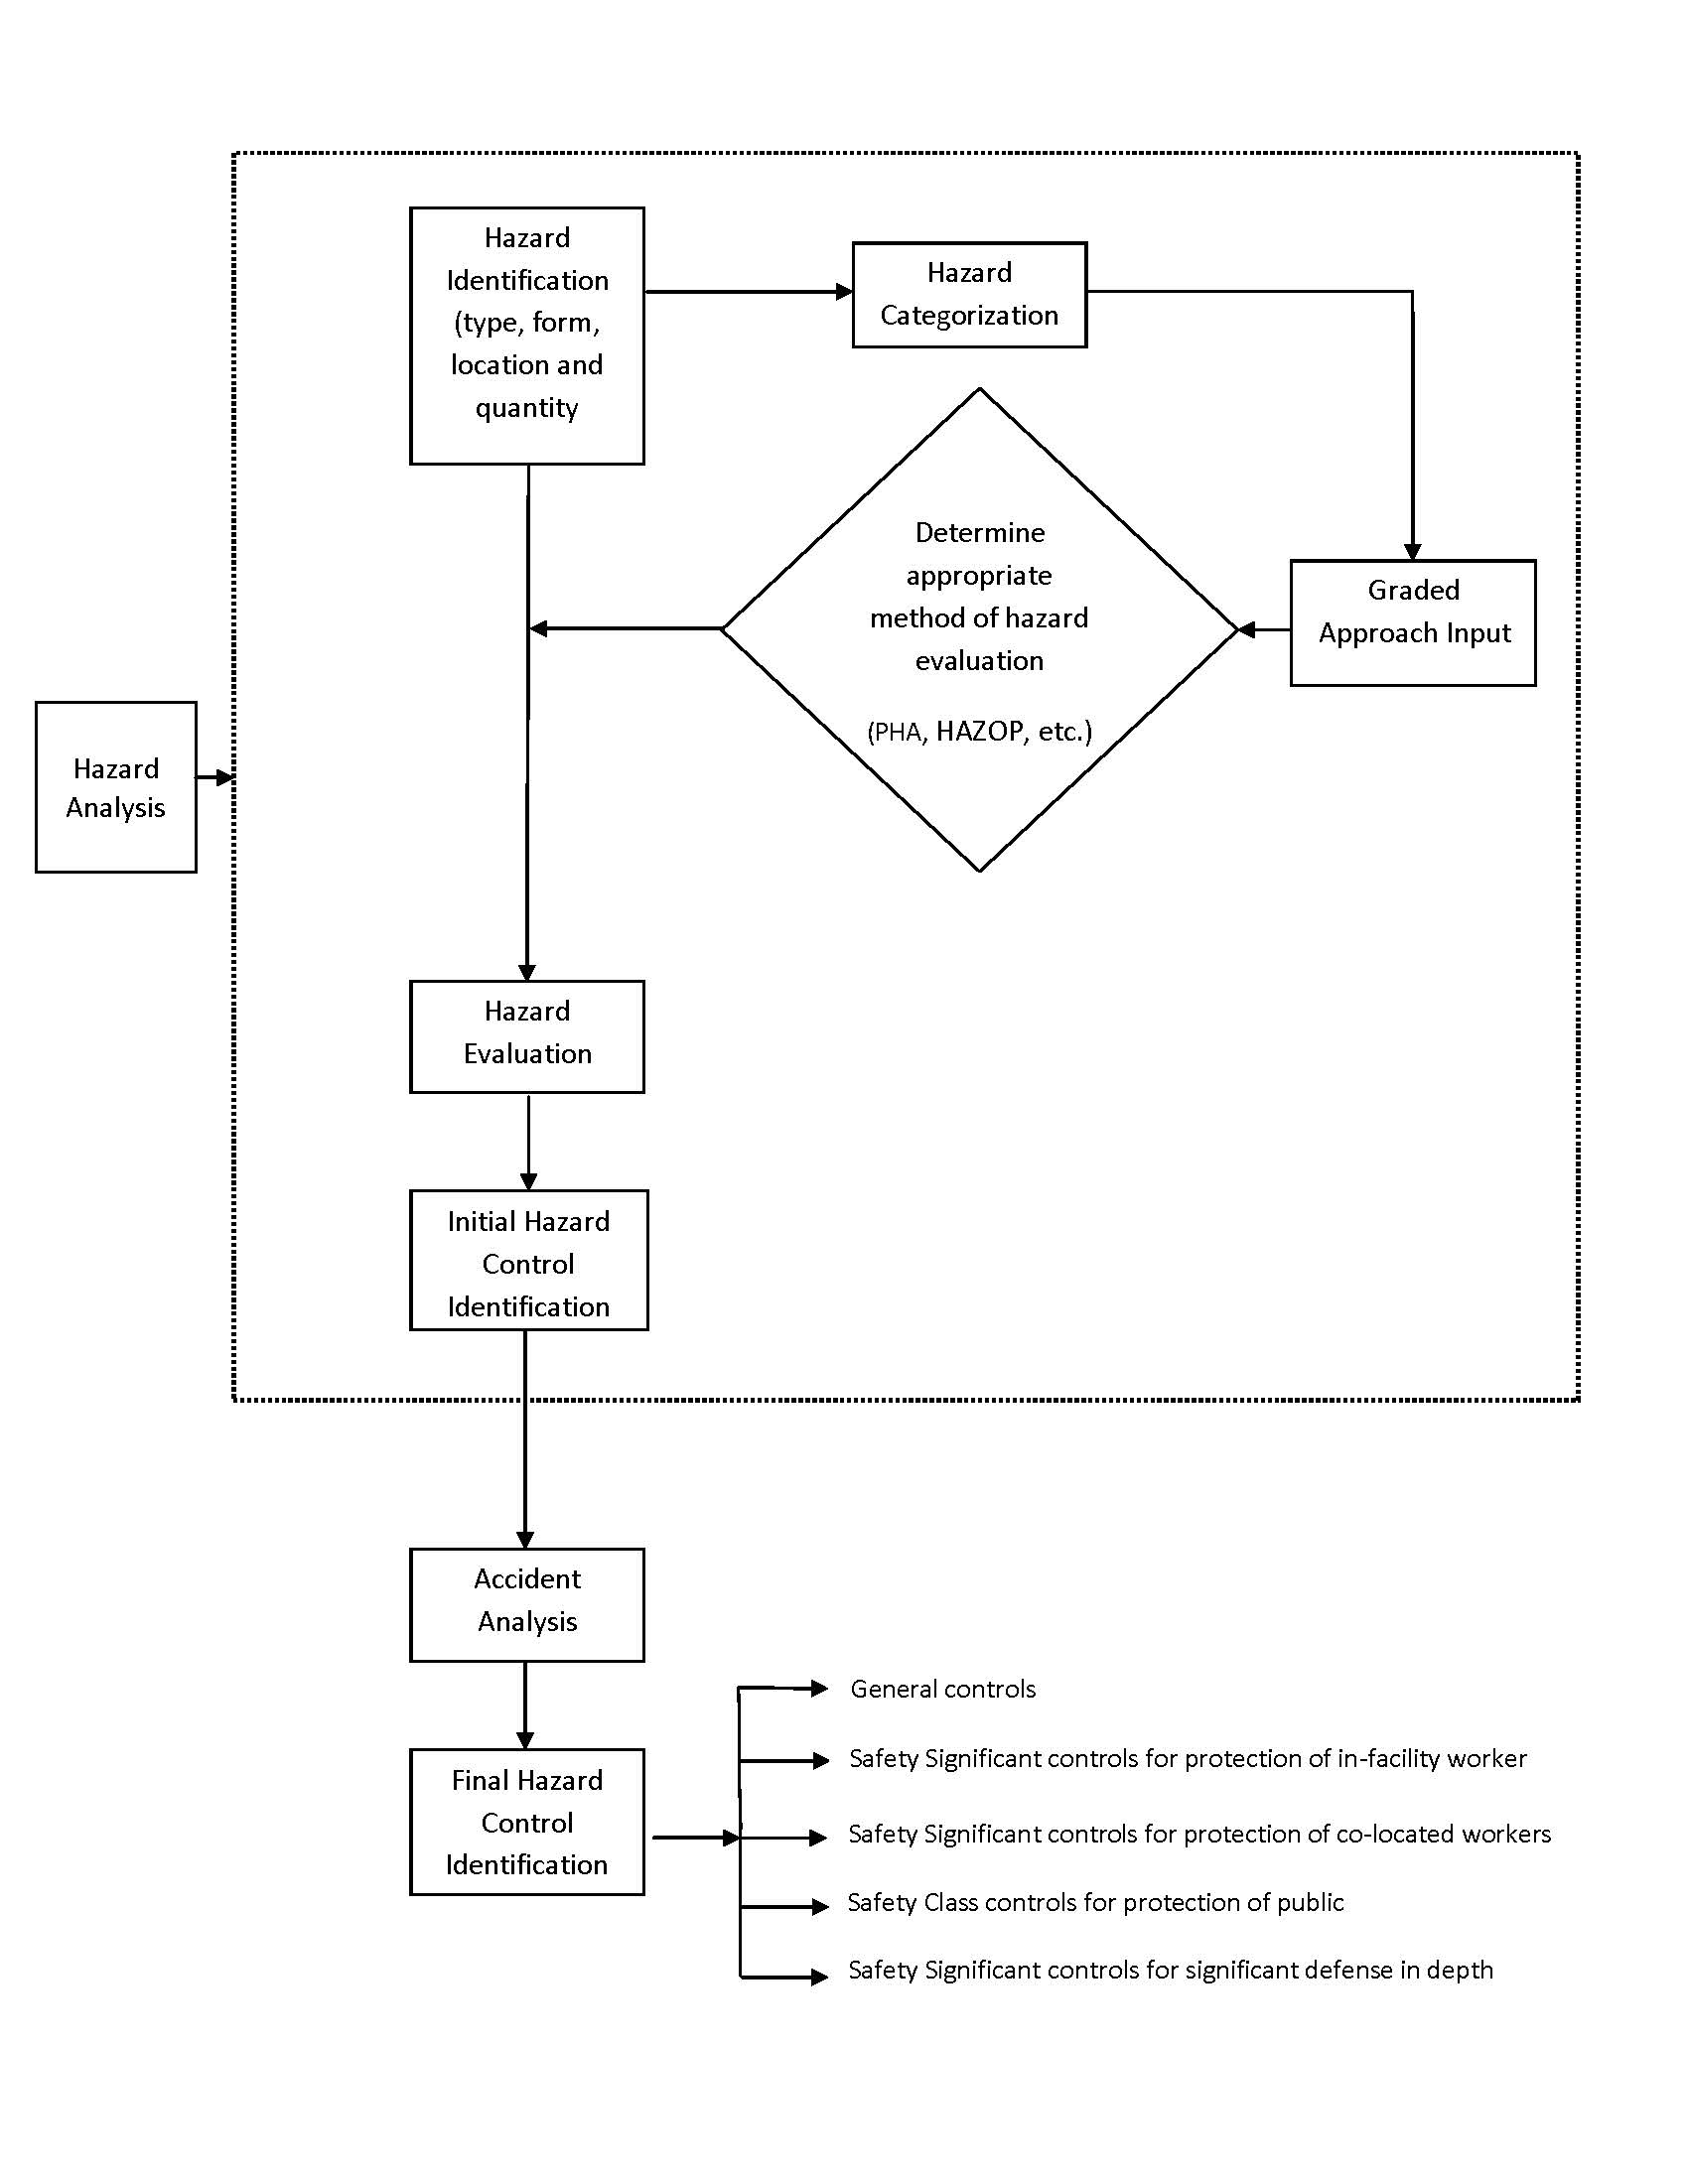 Hazard
Identification
(type, form,
location and
quantity
Hazard
Categorization
Determine
appropriate
method of hazard
evaluation
(PHA, HAZOP, etc.)
Graded
Approach Input
Hazard
Analysis
Hazard
Evaluation
Initial Hazard
Control
Identification
Accident
Analysis
Final Hazard
Control
Identification
General controls
Safety Significant controls for protection of in-facility worker
Safety Significant controls for protection of co-located workers
Safety Class controls for protection of public
Safety Significant controls for significant defense in depth